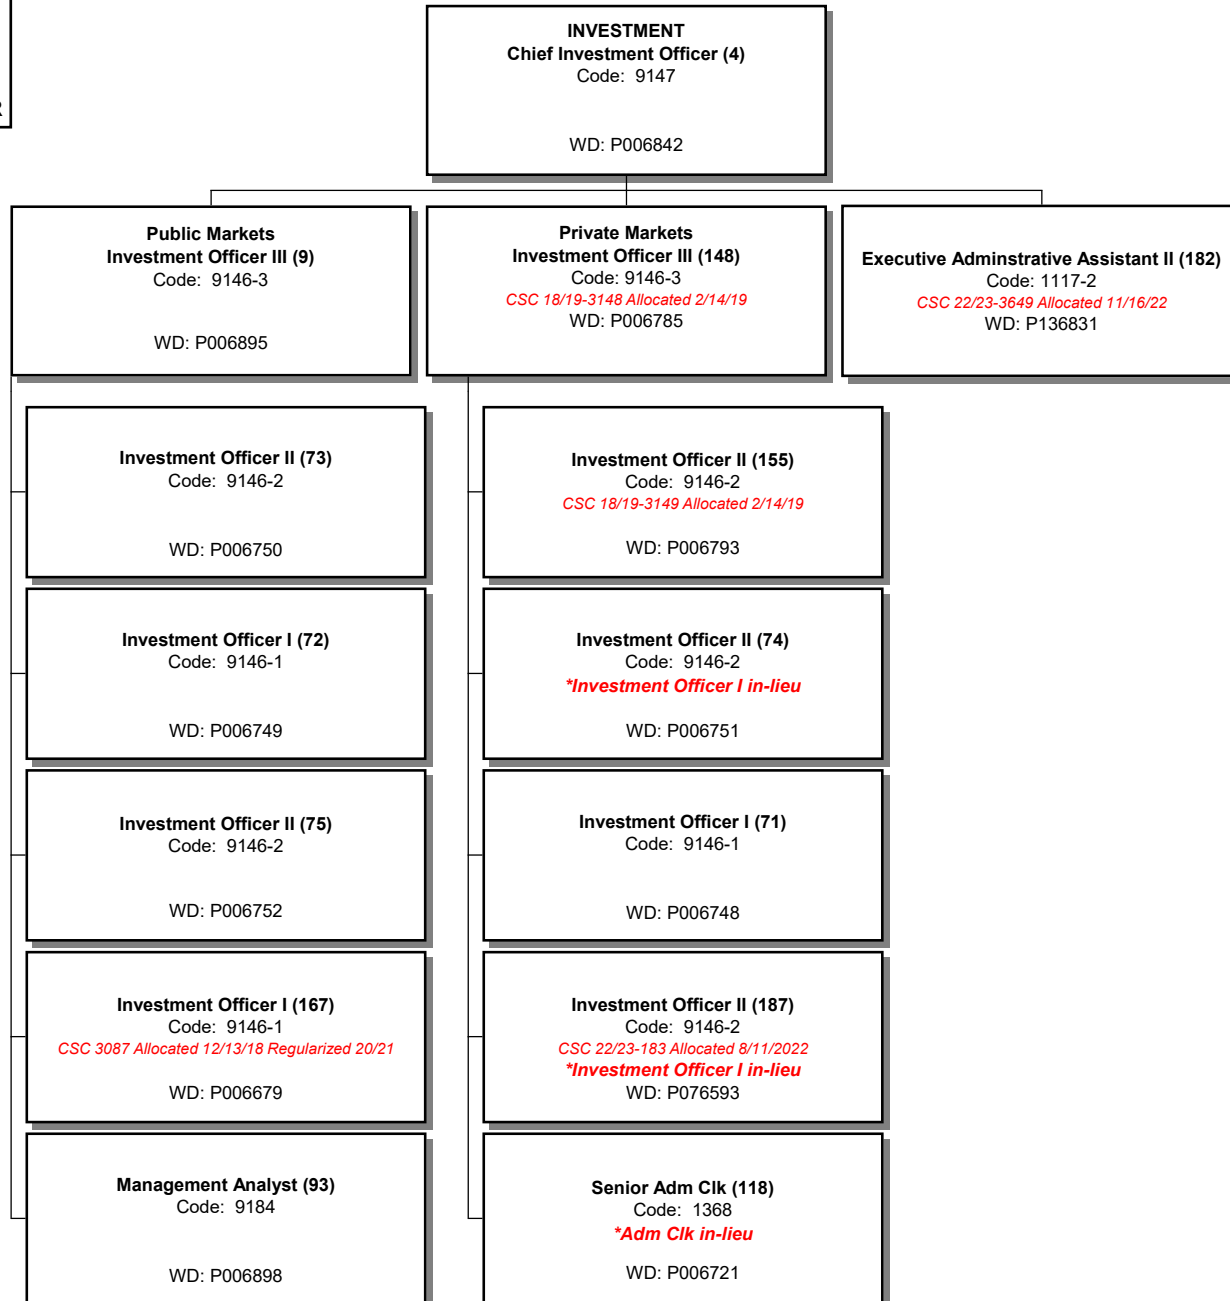 R
INVESTMENT
Chief Investment Officer (4)
Code: 9147
WD: P006842
Public Markets
Investment Officer III (9)
Code: 9146-3
WD: P006895
Private Markets
Investment Officer III (148)
Code: 9146-3
CSC 18/19-3148 Allocated 2/14/19
WD: P006785
Executive Adminstrative Assistant II (182)
Code: 1117-2
CSC 22/23-3649 Allocated 11/16/22
WD: P136831
Investment Officer II (73)
Code: 9146-2
WD: P006750
Investment Officer I (72)
Code: 9146-1
WD: P006749
Investment Officer II (75)
Code: 9146-2
WD: P006752
Investment Officer I (167)
Code: 9146-1
CSC 3087 Allocated 12/13/18 Regularized 20/21
WD: P006679
Management Analyst (93)
Code: 9184
WD: P006898
Investment Officer II (155)
Code: 9146-2
CSC 18/19-3149 Allocated 2/14/19
WD: P006793
Investment Officer II (74)
Code: 9146-2
*Investment Officer I in-lieu
WD: P006751
Investment Officer I (71)
Code: 9146-1
WD: P006748
Investment Officer II (187)
Code: 9146-2
CSC 22/23-183 Allocated 8/11/2022
*Investment Officer I in-lieu
WD: P076593
Senior Adm Clk (118)
Code: 1368
*Adm Clk in-lieu
WD: P006721